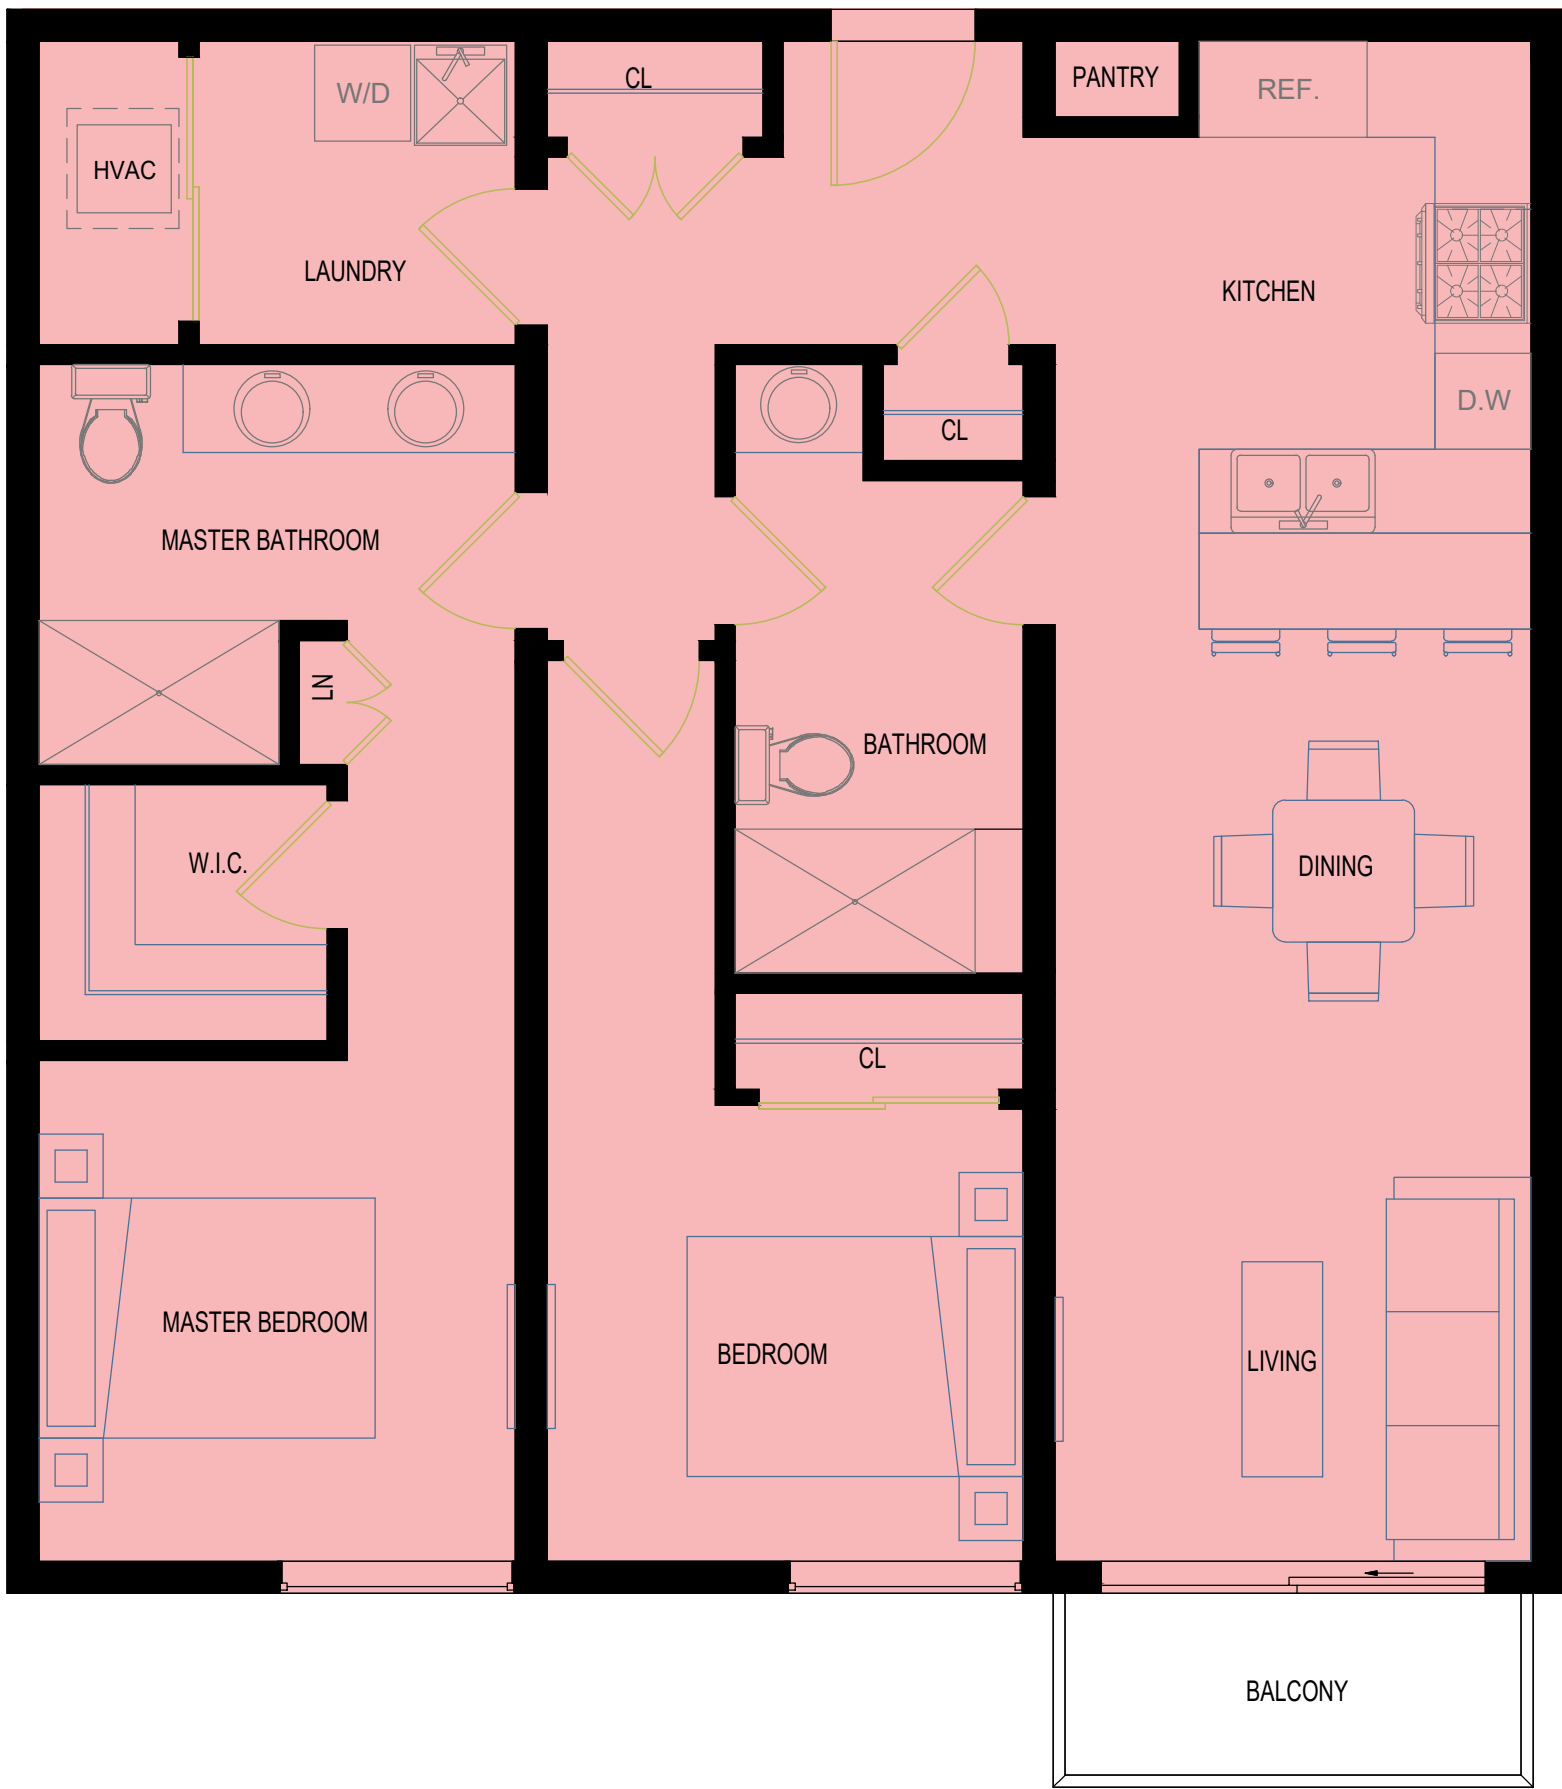 CL
PANTRY
REF.
W/D
HVAC
LAUNDRY
KITCHEN
D.W
CL
MASTER BATHROOM
LN
BATHROOM
W.I.C.
DINING
CL
MASTER BEDROOM
BEDROOM
LIVING
BALCONY